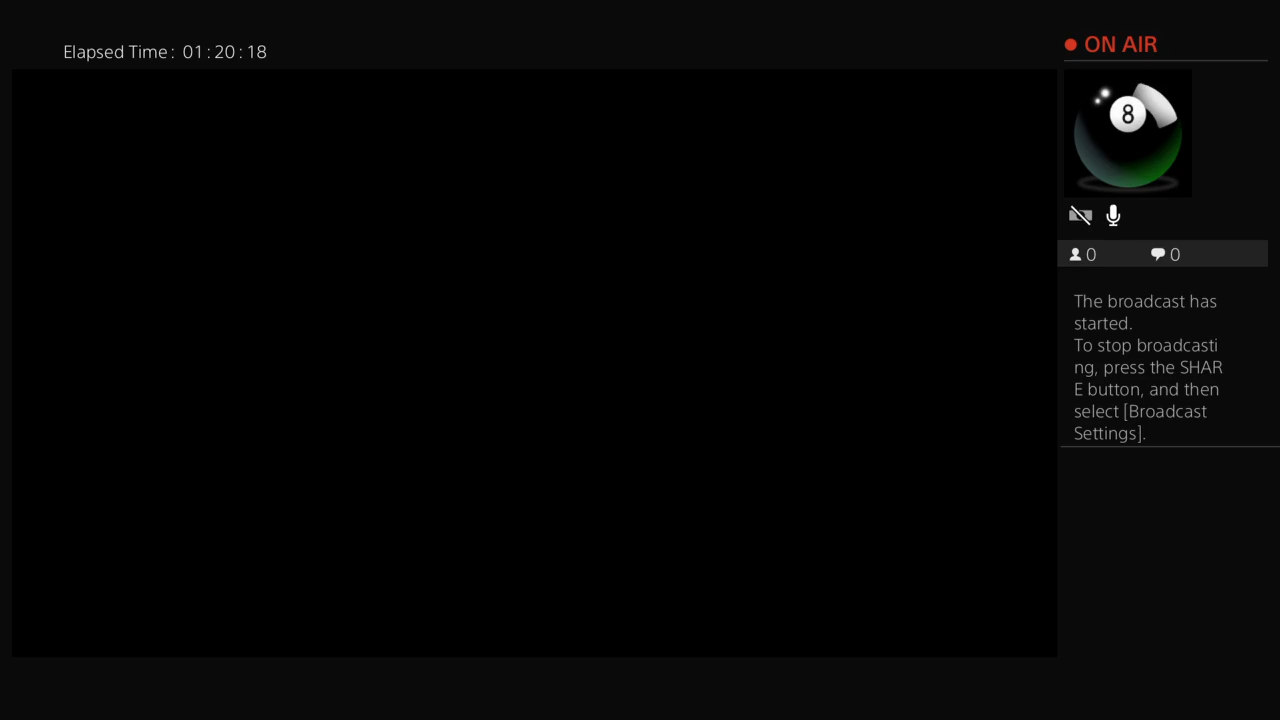 Elapsed Time: 01:20:18
ON AIR
8
0 0
The broadcast has
started.
To stop broadcasti
ng, press the SHAR
E button, and then
select [Broadcast
Settings].